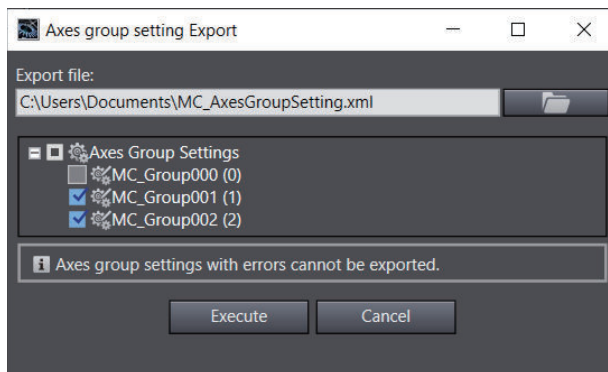 Axes group setting Export
Export file:
C:\Users\Documents\MC_AxesGroupSetting.xml
Axes Group Settings
MC_Group000 (0)
MC_Group001 (1)
MC_Group002 (2)
Axes group settings with errors cannot be exported.
Execute Cancel